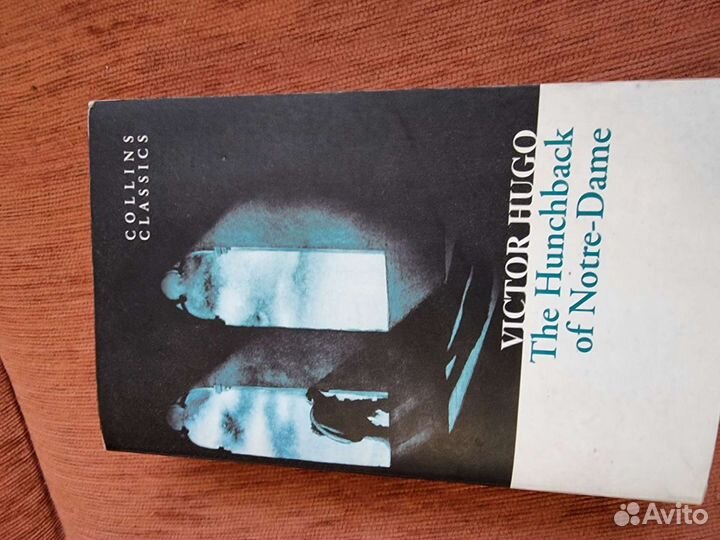 COLLINS
CLASSICS
VICTOR HUGO
The Hunchback
of Notre-Dame
Avito